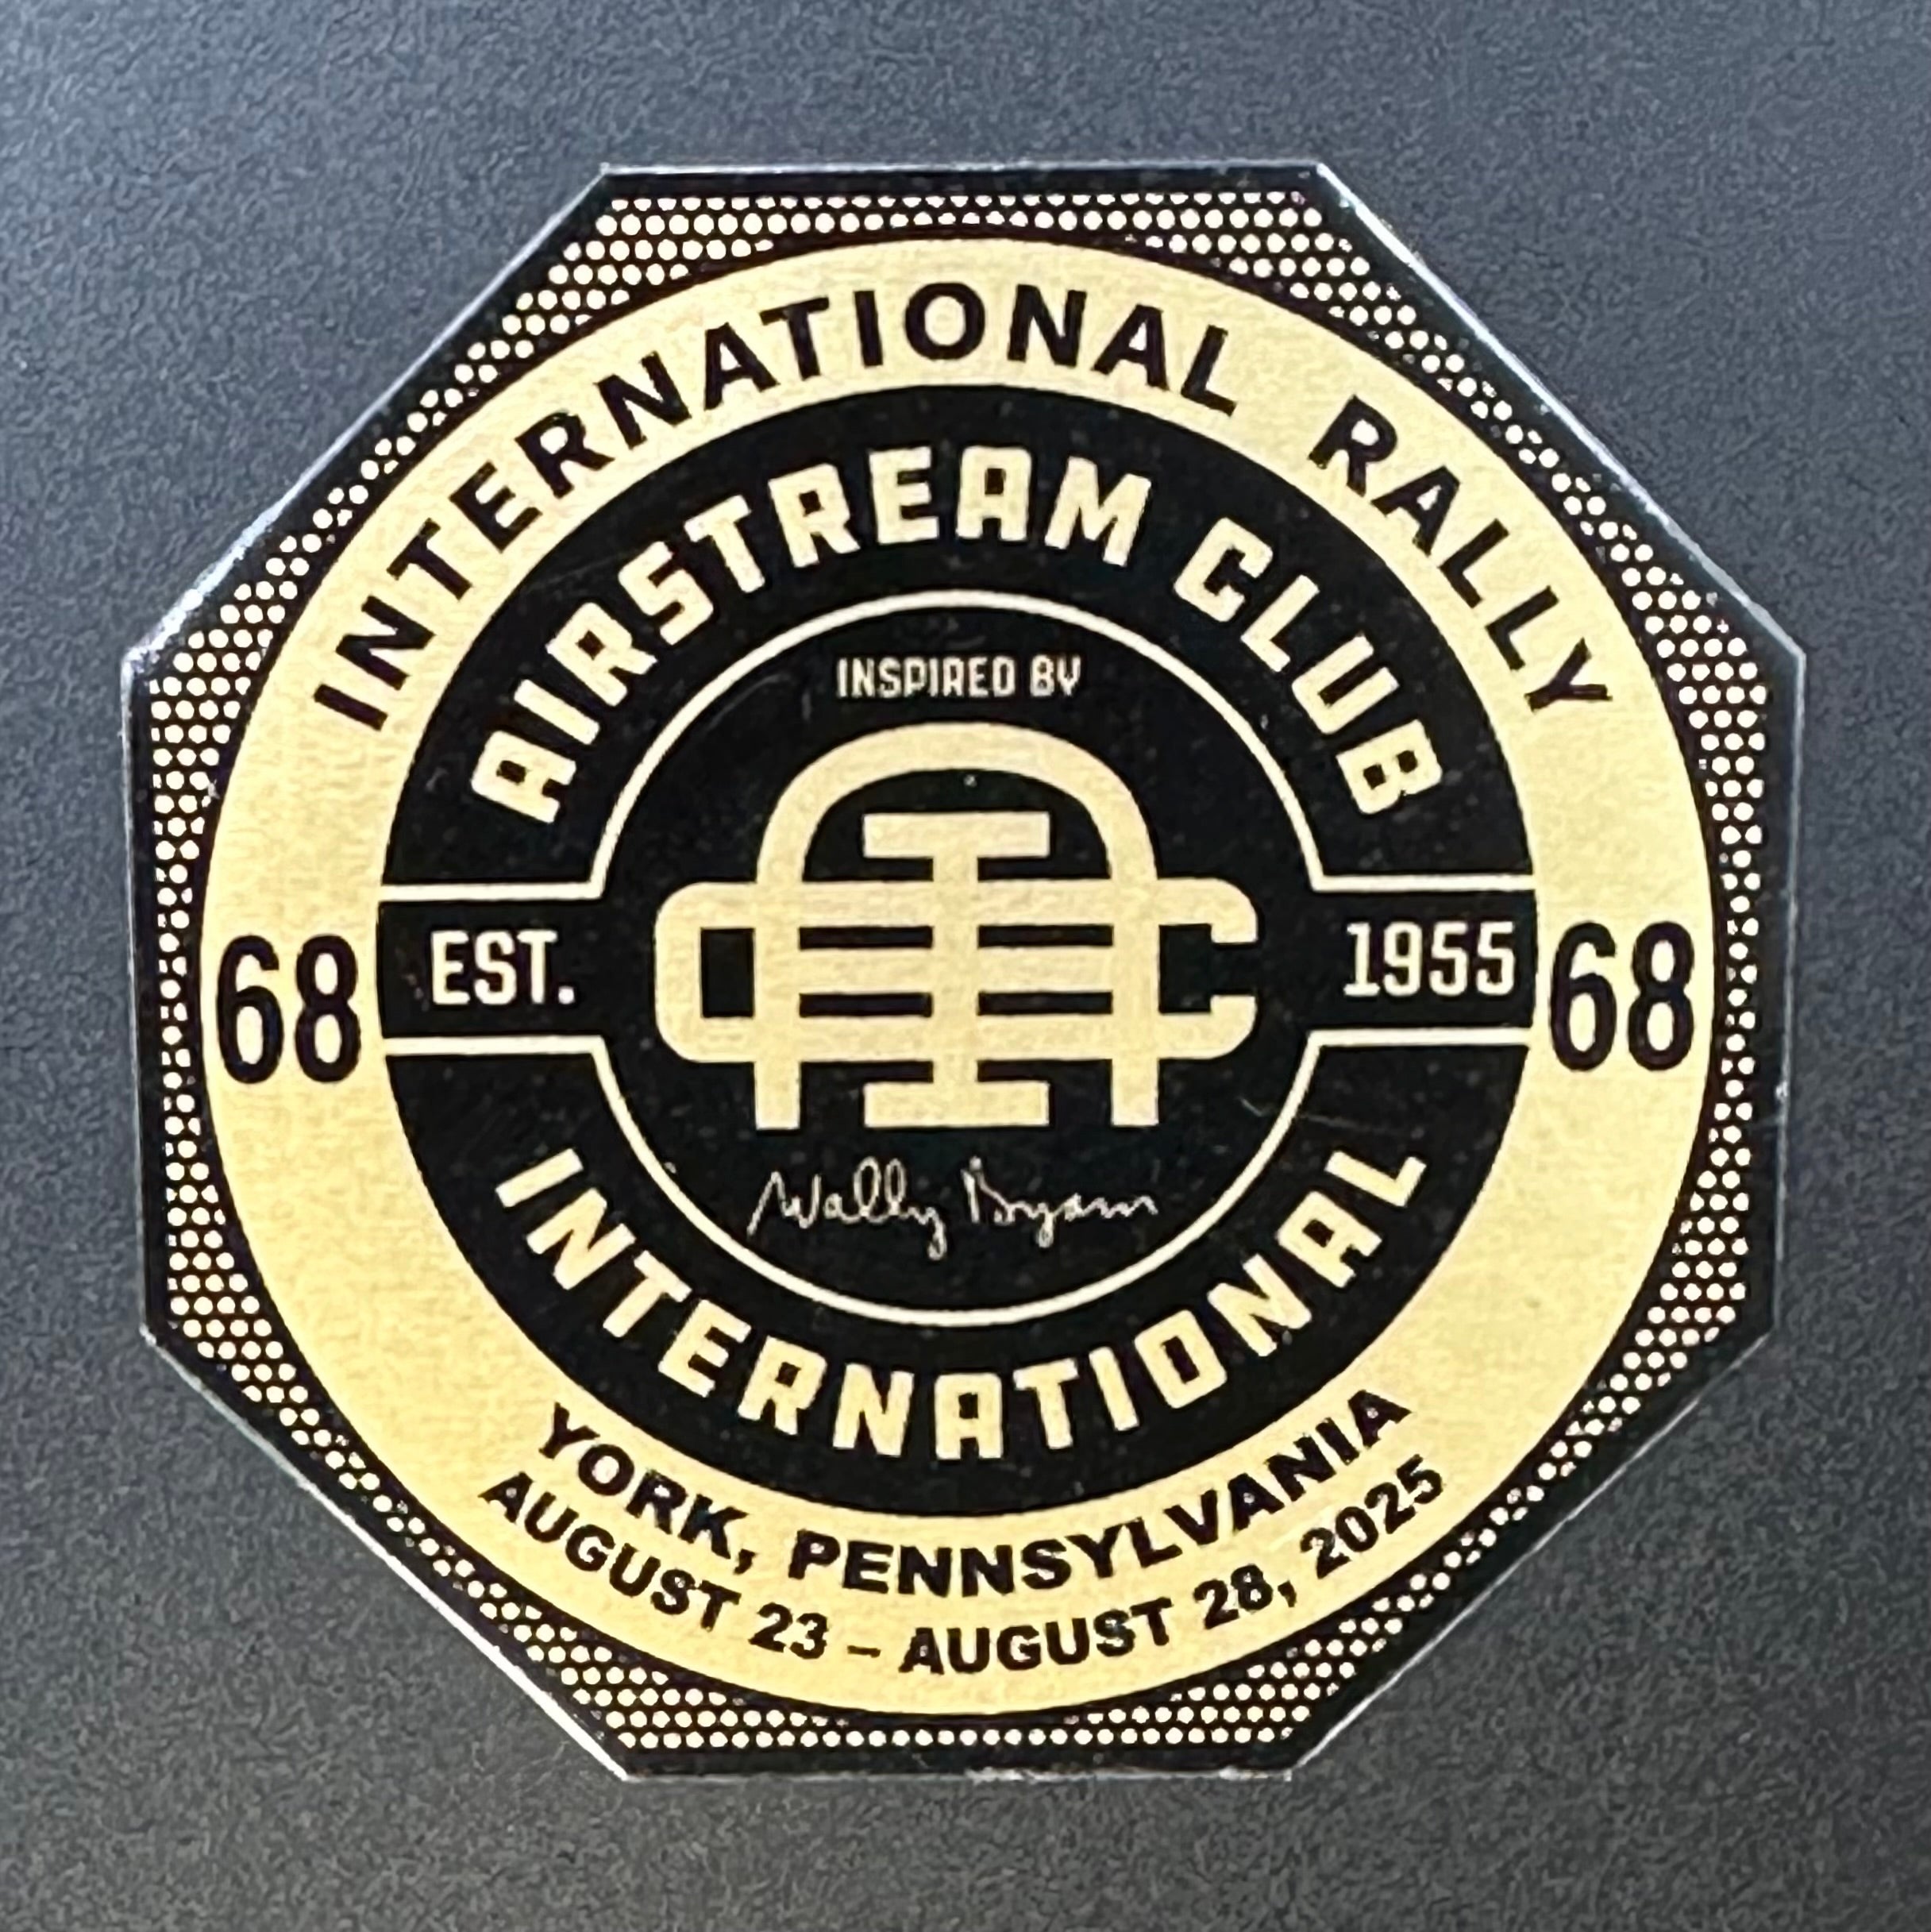 INTERNATIONAL RALLY
AIRSTREAM CLUB
INSPIRED BY
AIC
68 EST. 1955 68
Wally Byam
INTERNATIONAL
YORK, PENNSYLVANIA
AUGUST 23 – AUGUST 28, 2025